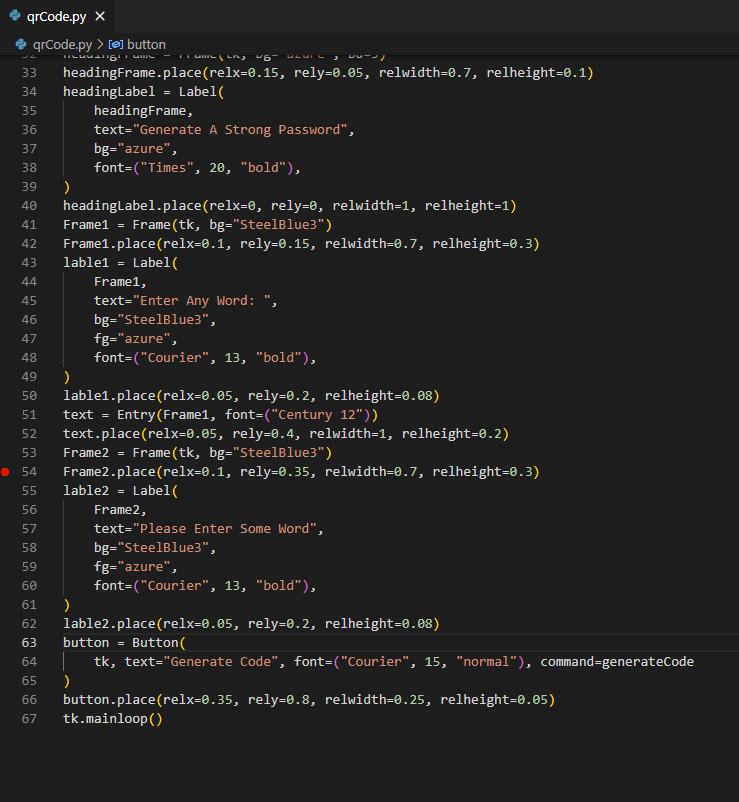 qrCode.py
qrCode.py > button
32 headingFrame = Frame(tk, bg="azure", bd=5)
33 headingFrame.place(relx=0.15, rely=0.05, relwidth=0.7, relheight=0.1)
34 headingLabel = Label(
35     headingFrame,
36     text="Generate A Strong Password",
37     bg="azure",
38     font=("Times", 20, "bold"),
39 )
40 headingLabel.place(relx=0, rely=0, relwidth=1, relheight=1)
41 Frame1 = Frame(tk, bg="SteelBlue3")
42 Frame1.place(relx=0.1, rely=0.15, relwidth=0.7, relheight=0.3)
43 lable1 = Label(
44     Frame1,
45     text="Enter Any Word: ",
46     bg="SteelBlue3",
47     fg="azure",
48     font=("Courier", 13, "bold"),
49 )
50 lable1.place(relx=0.05, rely=0.2, relheight=0.08)
51 text = Entry(Frame1, font=("Century 12"))
52 text.place(relx=0.05, rely=0.4, relwidth=1, relheight=0.2)
53 Frame2 = Frame(tk, bg="SteelBlue3")
54 Frame2.place(relx=0.1, rely=0.35, relwidth=0.7, relheight=0.3)
55 lable2 = Label(
56     Frame2,
57     text="Please Enter Some Word",
58     bg="SteelBlue3",
59     fg="azure",
60     font=("Courier", 13, "bold"),
61 )
62 lable2.place(relx=0.05, rely=0.2, relheight=0.08)
63 button = Button(
64     tk, text="Generate Code", font=("Courier", 15, "normal"), command=generateCode
65 )
66 button.place(relx=0.35, rely=0.8, relwidth=0.25, relheight=0.05)
67 tk.mainloop()